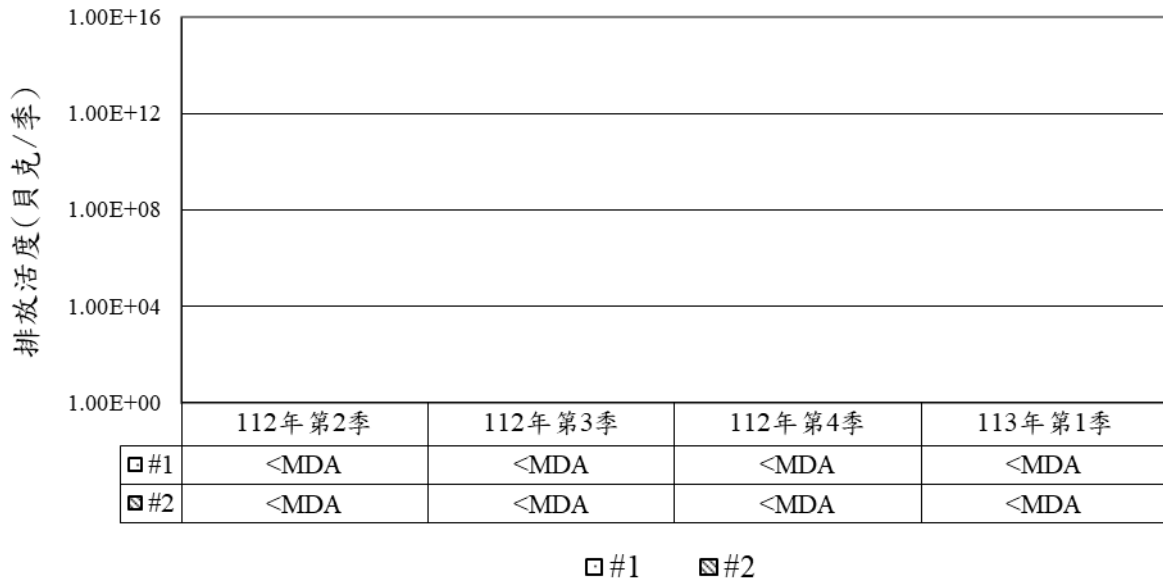 排放活度(貝克/季)
1.00E+16
1.00E+12
1.00E+08
1.00E+04
1.00E+00
112年第2季 112年第3季 112年第4季 113年第1季
#1 <MDA <MDA <MDA <MDA
#2 <MDA <MDA <MDA <MDA
#1 #2